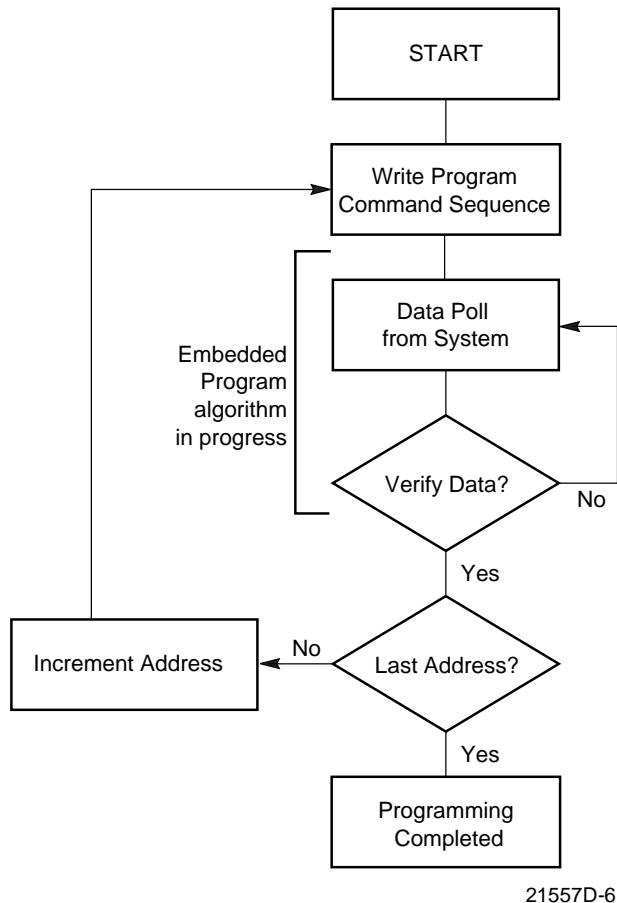 START
Write Program
Command Sequence
Data Poll
from System
Embedded
Program
algorithm
in progress
Verify Data?
No
Yes
No
Increment Address
Last Address?
Yes
Programming
Completed
21557D-6